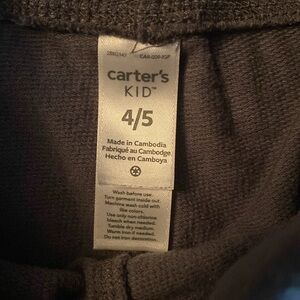 carter's
KID™
4/5
Made in Cambodia
Fabriqué au Cambodge
Hecho en Camboya
Wash before use.
Turn garment inside out.
Machine wash cold with
like colors.
Use only non-chlorine
bleach when needed.
Tumble dry medium.
Warm iron if needed.
Do not iron decoration.